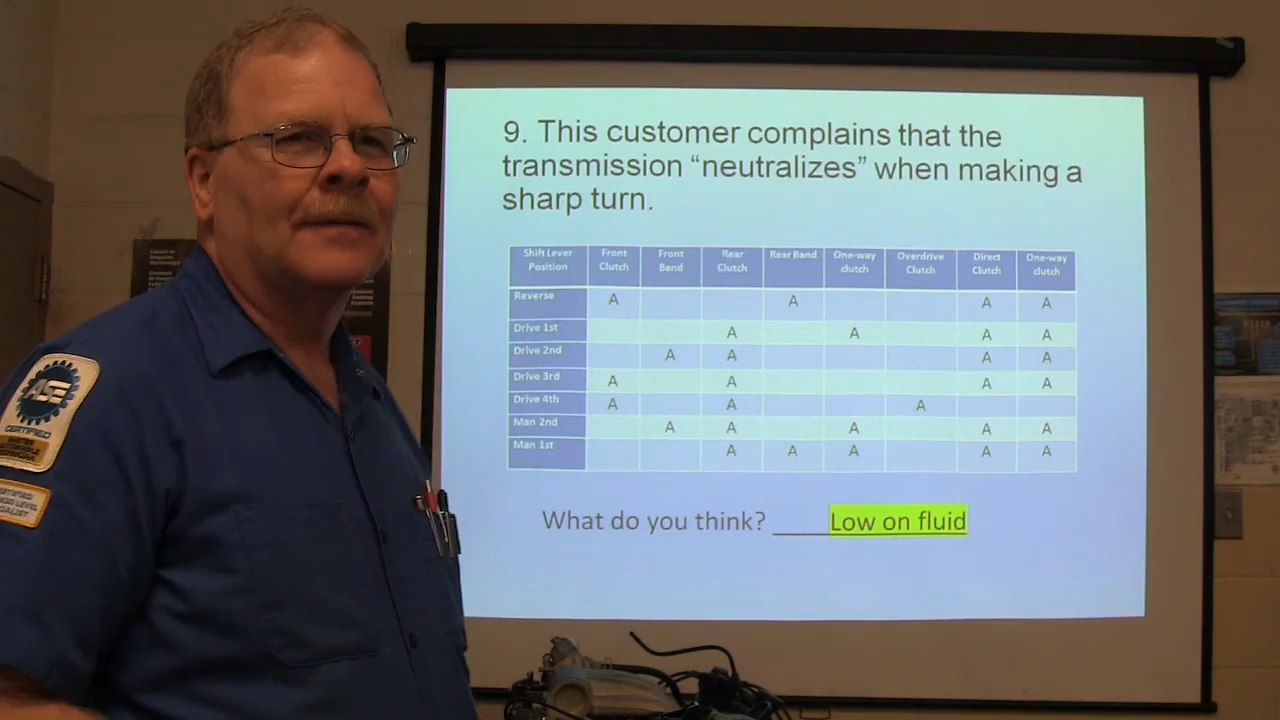 9. This customer complains that the
transmission “neutralizes” when making a
sharp turn.
Shift Lever Position Front Clutch Front Band Rear Clutch Rear Band One-way clutch Overdrive Clutch Direct Clutch One-way clutch
Reverse A A A A
Drive 1st A A A A
Drive 2nd A A A A
Drive 3rd A A A A
Drive 4th A A A
Man 2nd A A A A A
Man 1st A A A A A
What do you think? ____Low on fluid
ASE
CERTIFIED